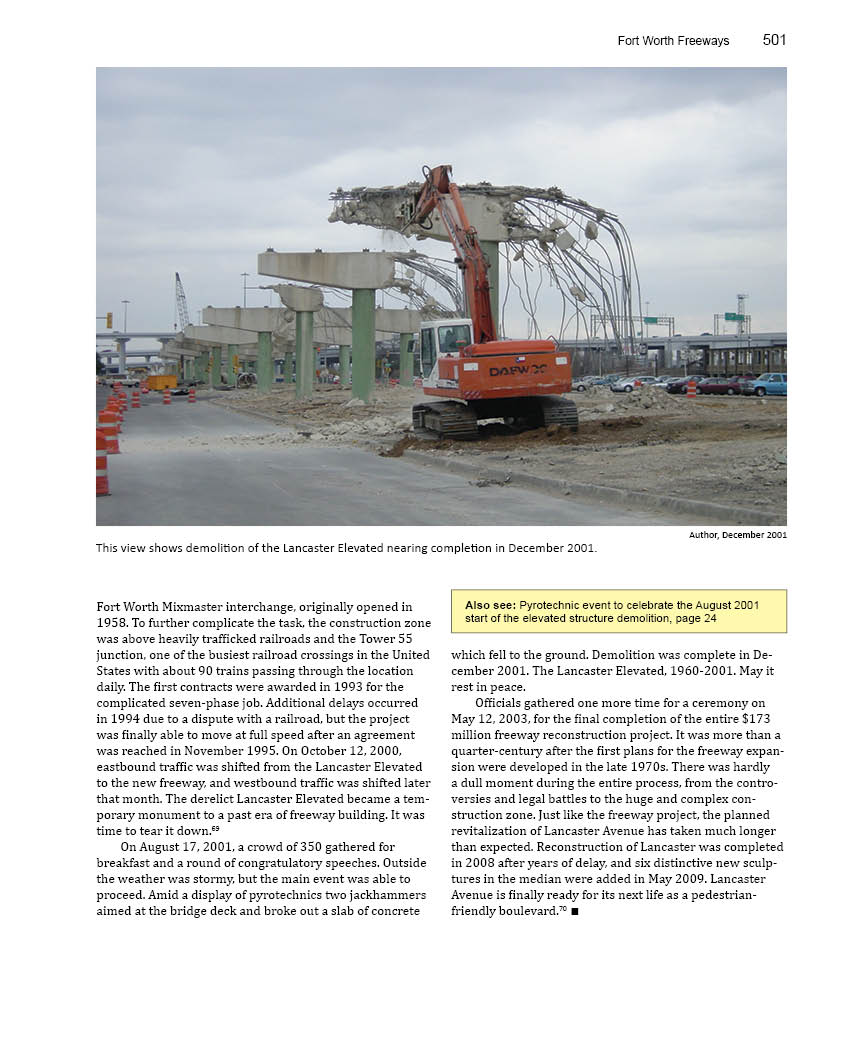 Fort Worth Freeways 501
DAEWOO
Author, December 2001
This view shows demolition of the Lancaster Elevated nearing completion in December 2001.
Fort Worth Mixmaster interchange, originally opened in
1958. To further complicate the task, the construction zone
was above heavily trafficked railroads and the Tower 55
junction, one of the busiest railroad crossings in the United
States with about 90 trains passing through the location
daily. The first contracts were awarded in 1993 for the
complicated seven-phase job. Additional delays occurred
in 1994 due to a dispute with a railroad, but the project
was finally able to move at full speed after an agreement
was reached in November 1995. On October 12, 2000,
eastbound traffic was shifted from the Lancaster Elevated
to the new freeway, and westbound traffic was shifted later
that month. The derelict Lancaster Elevated became a tem-
porary monument to a past era of freeway building. It was
time to tear it down.⁶⁹
On August 17, 2001, a crowd of 350 gathered for
breakfast and a round of congratulatory speeches. Outside
the weather was stormy, but the main event was able to
proceed. Amid a display of pyrotechnics two jackhammers
aimed at the bridge deck and broke out a slab of concrete
Also see: Pyrotechnic event to celebrate the August 2001
start of the elevated structure demolition, page 24
which fell to the ground. Demolition was complete in De-
cember 2001. The Lancaster Elevated, 1960-2001. May it
rest in peace.
Officials gathered one more time for a ceremony on
May 12, 2003, for the final completion of the entire $173
million freeway reconstruction project. It was more than a
quarter-century after the first plans for the freeway expan-
sion were developed in the late 1970s. There was hardly
a dull moment during the entire process, from the contro-
versies and legal battles to the huge and complex con-
struction zone. Just like the freeway project, the planned
revitalization of Lancaster Avenue has taken much longer
than expected. Reconstruction of Lancaster was completed
in 2008 after years of delay, and six distinctive new sculp-
tures in the median were added in May 2009. Lancaster
Avenue is finally ready for its next life as a pedestrian-
friendly boulevard.⁷⁰ ■